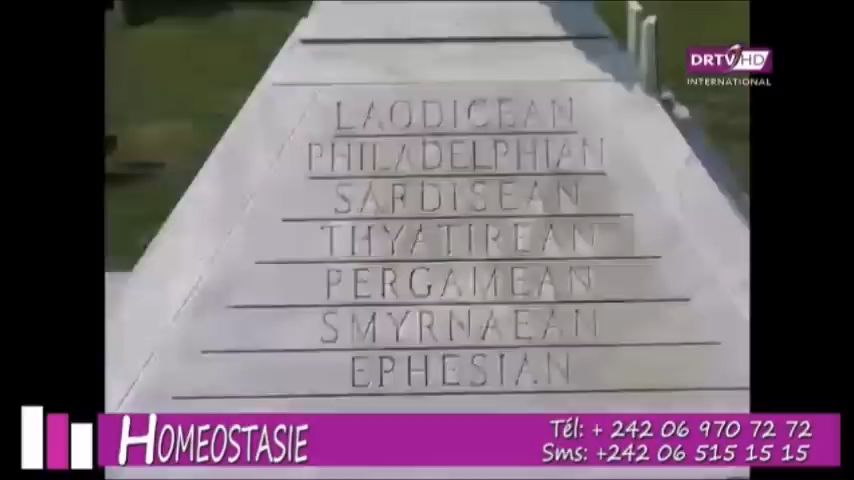 DRTV HD
INTERNATIONAL
LAODICEAN
PHILADELPHIAN
SARDISEAN
THYATIREAN
PERGAMEAN
SMYRNAEAN
EPHESIAN
HOMEOSTASIE
Tél: + 242 06 970 72 72
Sms: +242 06 515 15 15